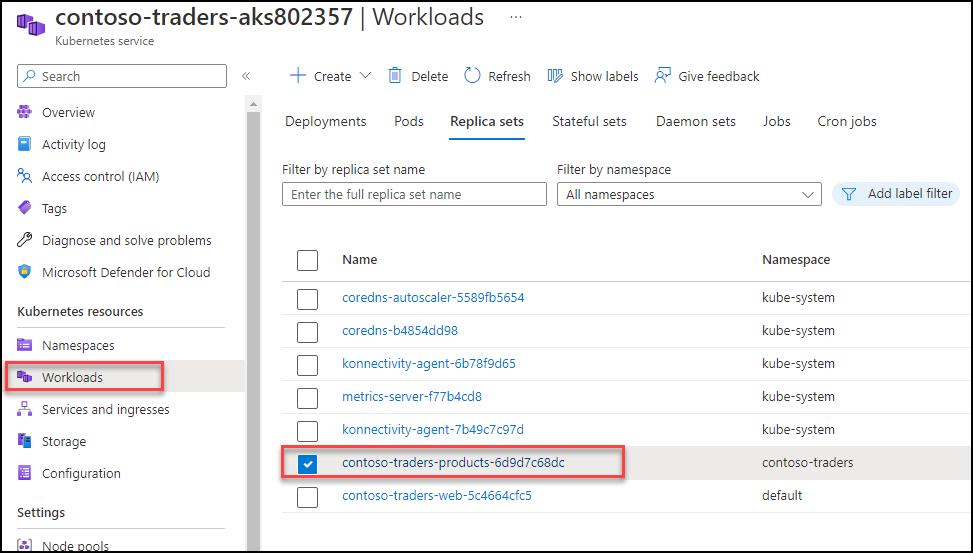 contoso-traders-aks802357 | Workloads ...
Kubernetes service
Search
«
Create Delete Refresh Show labels Give feedback
Overview
Activity log
Access control (IAM)
Tags
Diagnose and solve problems
Microsoft Defender for Cloud
Kubernetes resources
Namespaces
Workloads
Services and ingresses
Storage
Configuration
Settings
Node pools
Deployments Pods Replica sets Stateful sets Daemon sets Jobs Cron jobs
Filter by replica set name Filter by namespace
Enter the full replica set name All namespaces Add label filter
Name Namespace
coredns-autoscaler-5589fb5654 kube-system
coredns-b4854dd98 kube-system
konnectivity-agent-6b78f9d65 kube-system
metrics-server-f77b4cd8 kube-system
konnectivity-agent-7b49c7c97d kube-system
contoso-traders-products-6d9d7c68dc contoso-traders
contoso-traders-web-5c4664cfc5 default